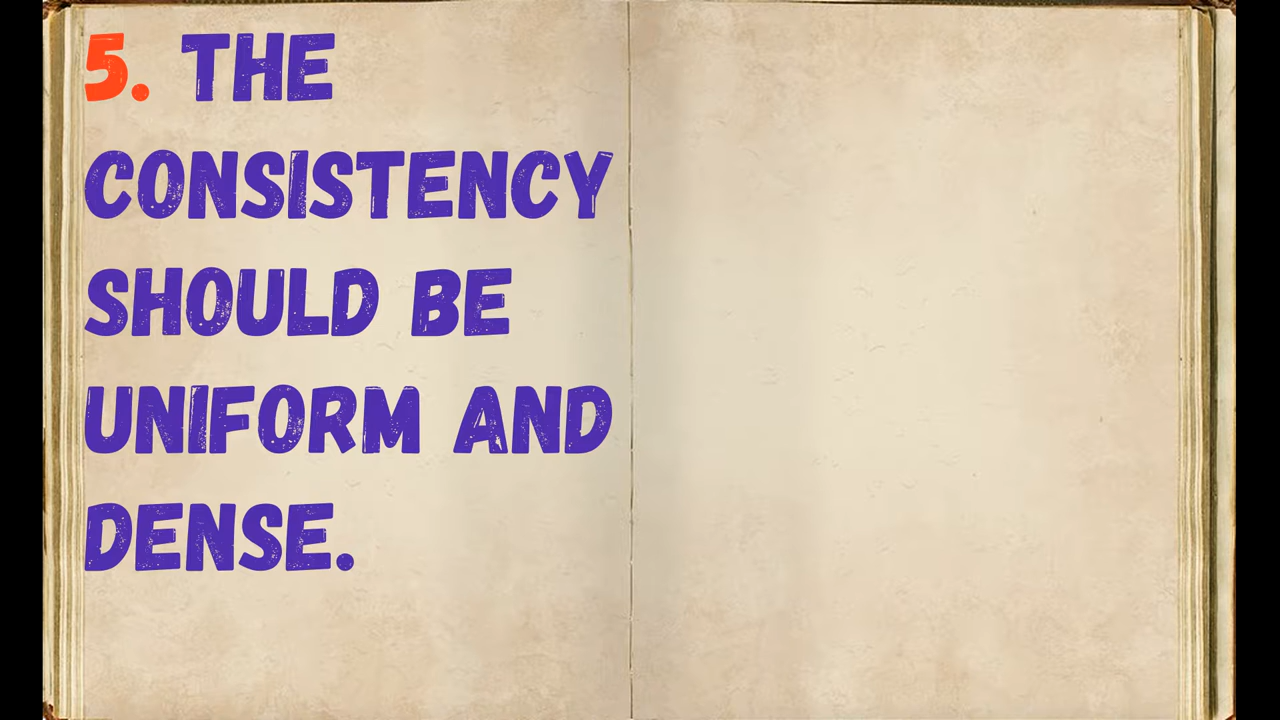 5. THE
CONSISTENCY
SHOULD BE
UNIFORM AND
DENSE.